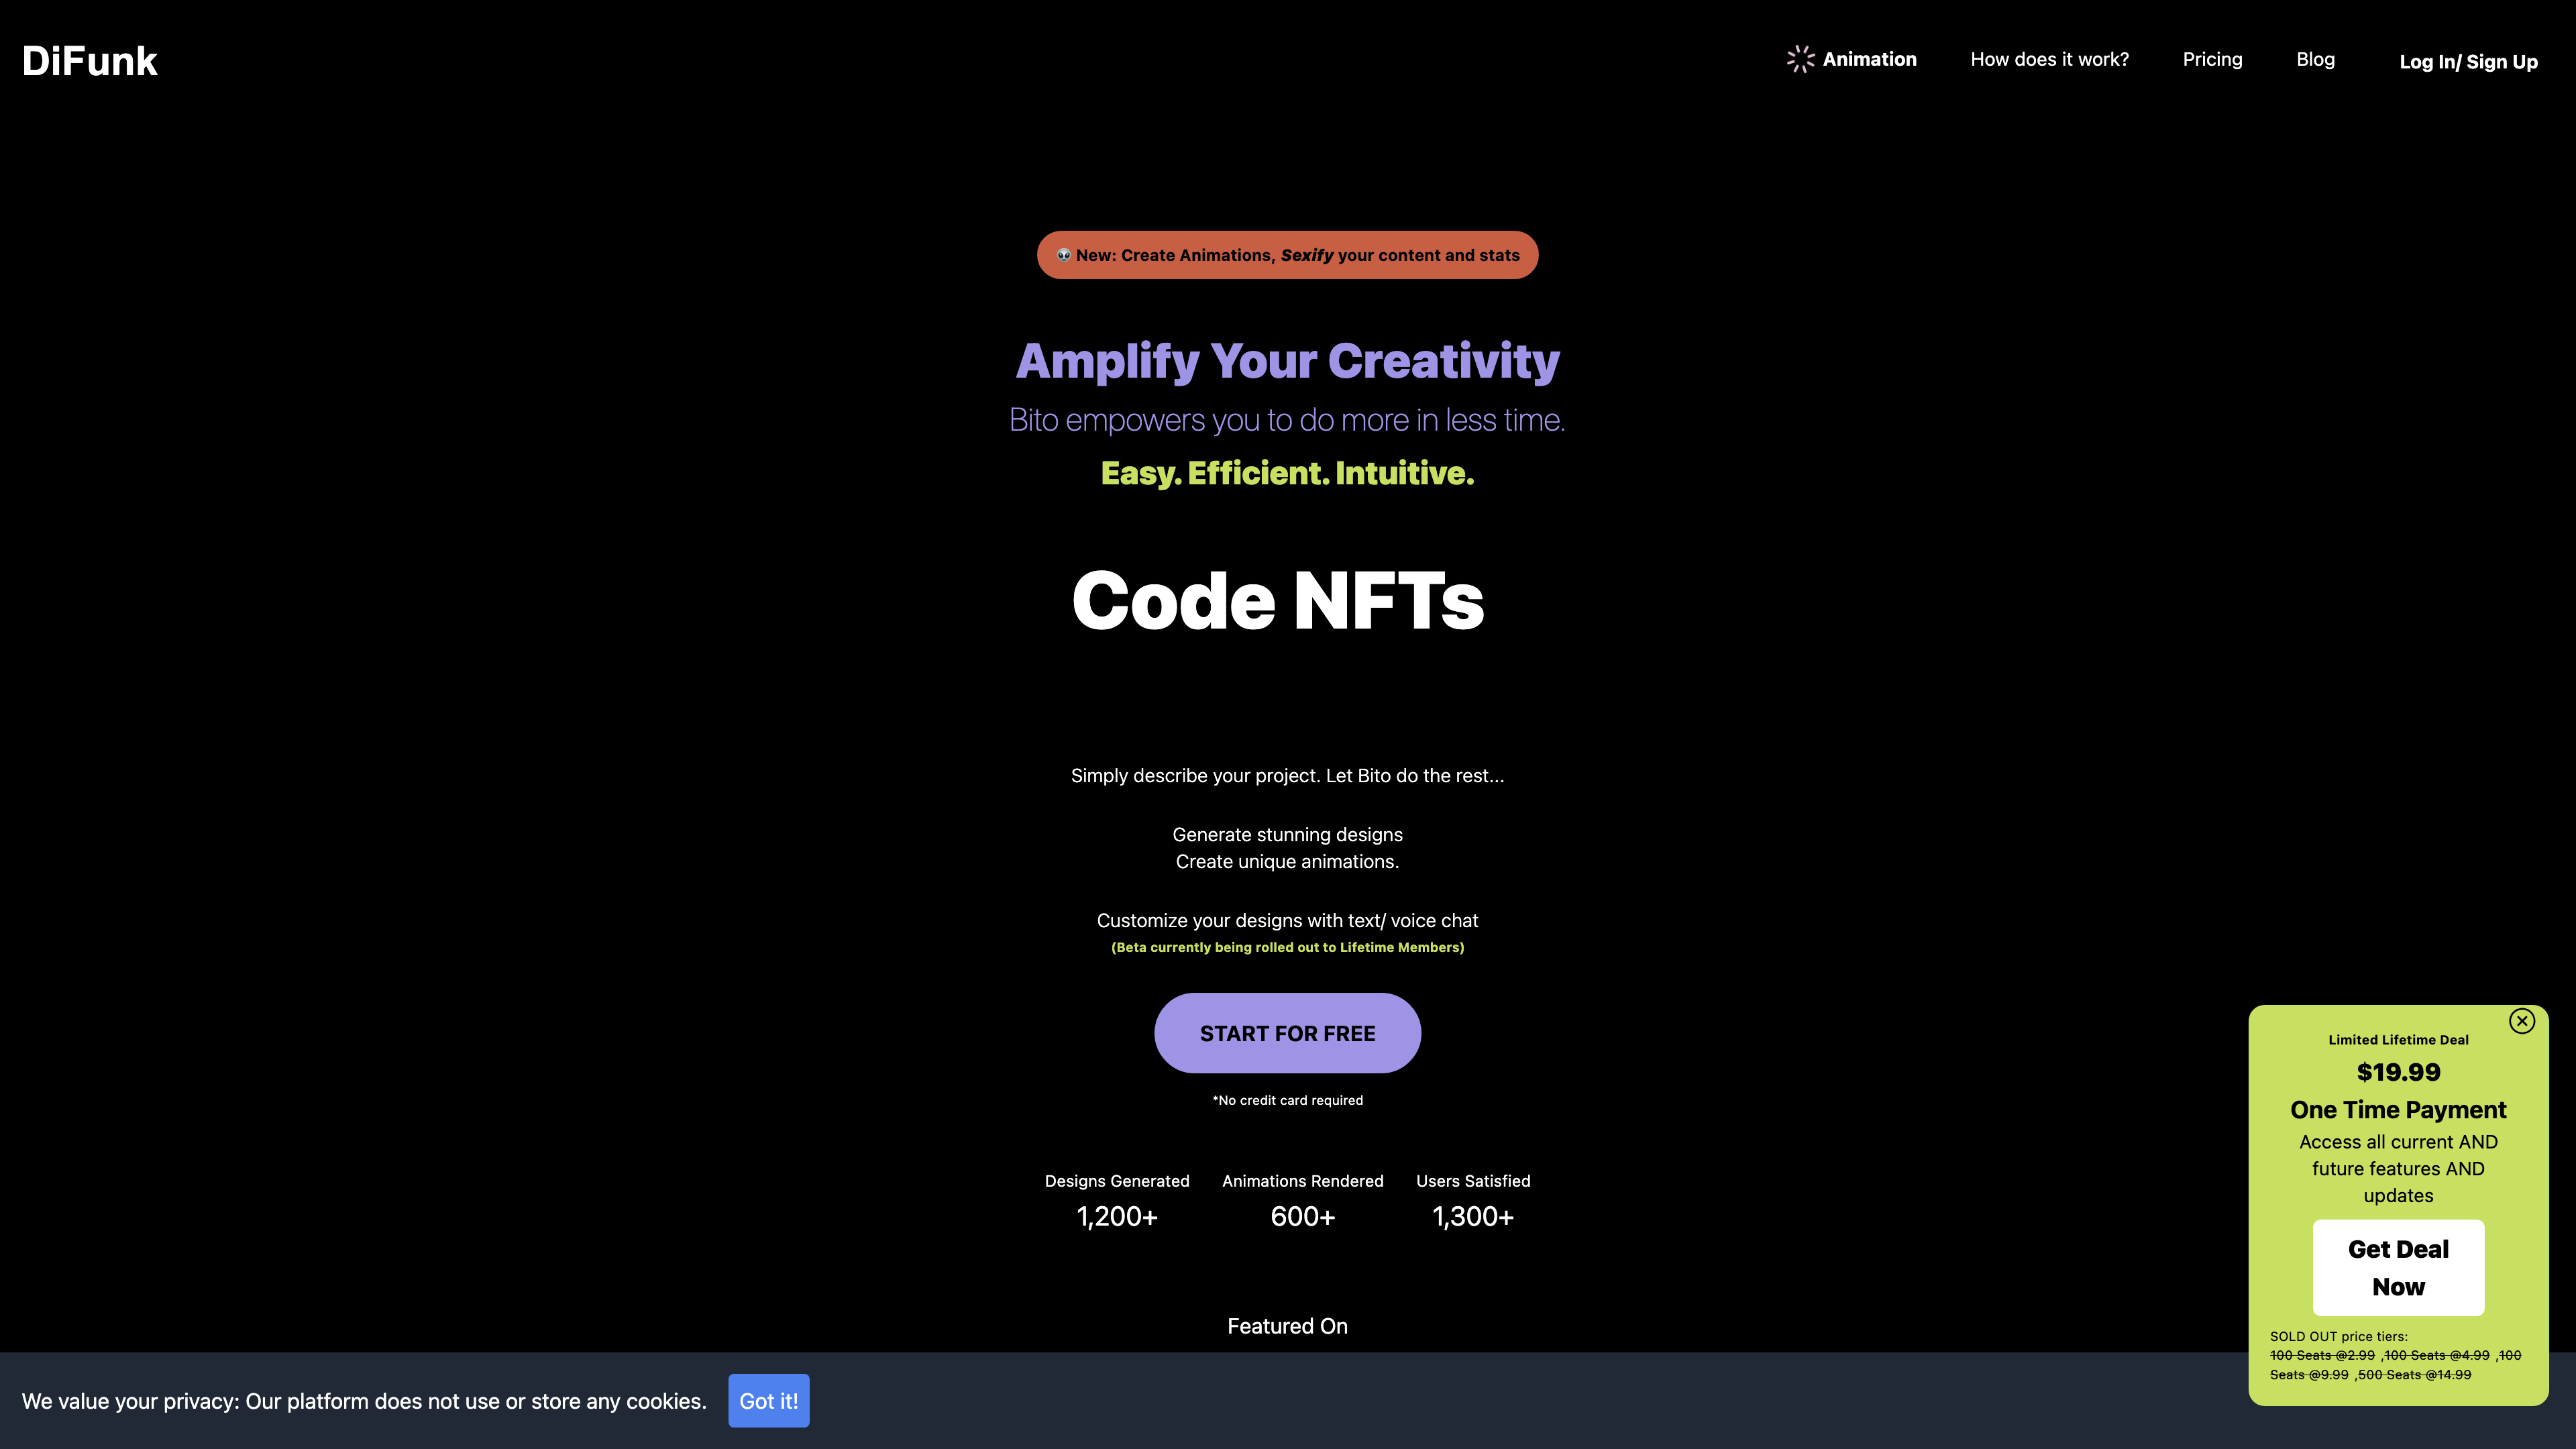 DiFunk
Animation
How does it work?
Pricing
Blog
Log In/ Sign Up
👽 New: Create Animations, Sexify your content and stats
Amplify Your Creativity
Bito empowers you to do more in less time.
Easy. Efficient. Intuitive.
Code NFTs
Simply describe your project. Let Bito do the rest...
Generate stunning designs
Create unique animations.
Customize your designs with text/ voice chat
(Beta currently being rolled out to Lifetime Members)
START FOR FREE
*No credit card required
Designs Generated
1,200+
Animations Rendered
600+
Users Satisfied
1,300+
Featured On
Limited Lifetime Deal
$19.99
One Time Payment
Access all current AND
future features AND
updates
Get Deal
Now
SOLD OUT price tiers:
100 Seats @2.99 ,100 Seats @4.99 ,100
Seats @9.99 ,500 Seats @14.99
We value your privacy: Our platform does not use or store any cookies.
Got it!